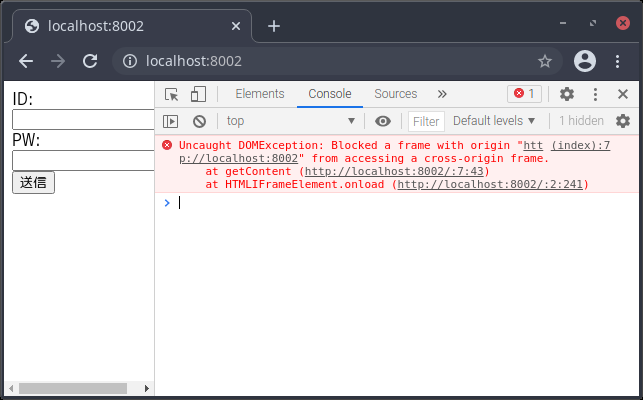 localhost:8002
localhost:8002
ID:
PW:
送信
Elements Console Sources 1
top Filter Default levels 1 hidden
Uncaught DOMException: Blocked a frame with origin "htt (index):7
p://localhost:8002" from accessing a cross-origin frame.
at getContent (http://localhost:8002/:7:43)
at HTMLIFrameElement.onload (http://localhost:8002/:2:241)